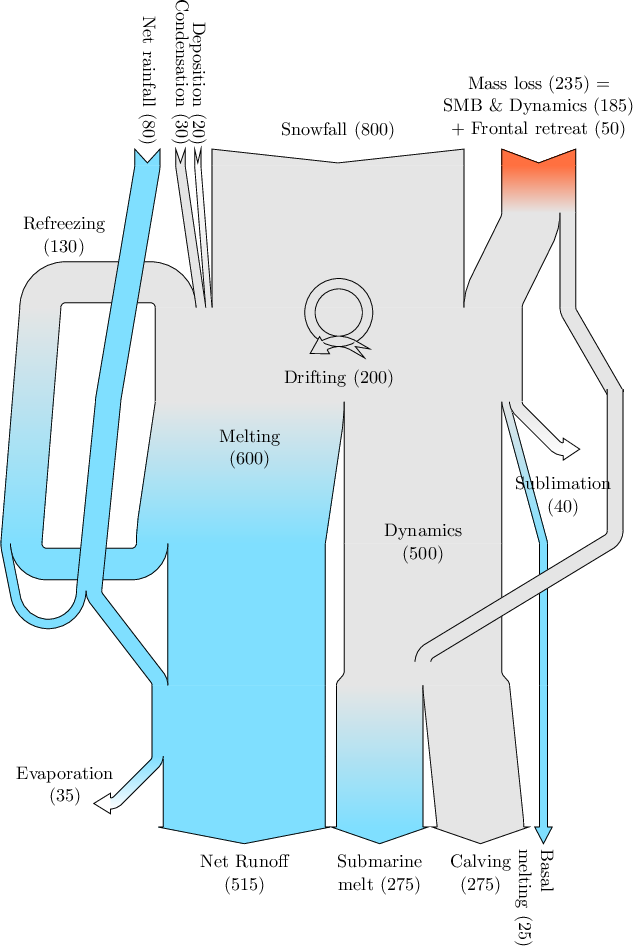 Net rainfall (80)
Condensation (30)
Deposition (20)
Snowfall (800)
Mass loss (235) =
SMB & Dynamics (185)
+ Frontal retreat (50)
Refreezing
(130)
Drifting (200)
Melting
(600)
Sublimation
(40)
Dynamics
(500)
Evaporation
(35)
Net Runoff
(515)
Submarine
melt (275)
Calving
(275)
Basal
melting (25)